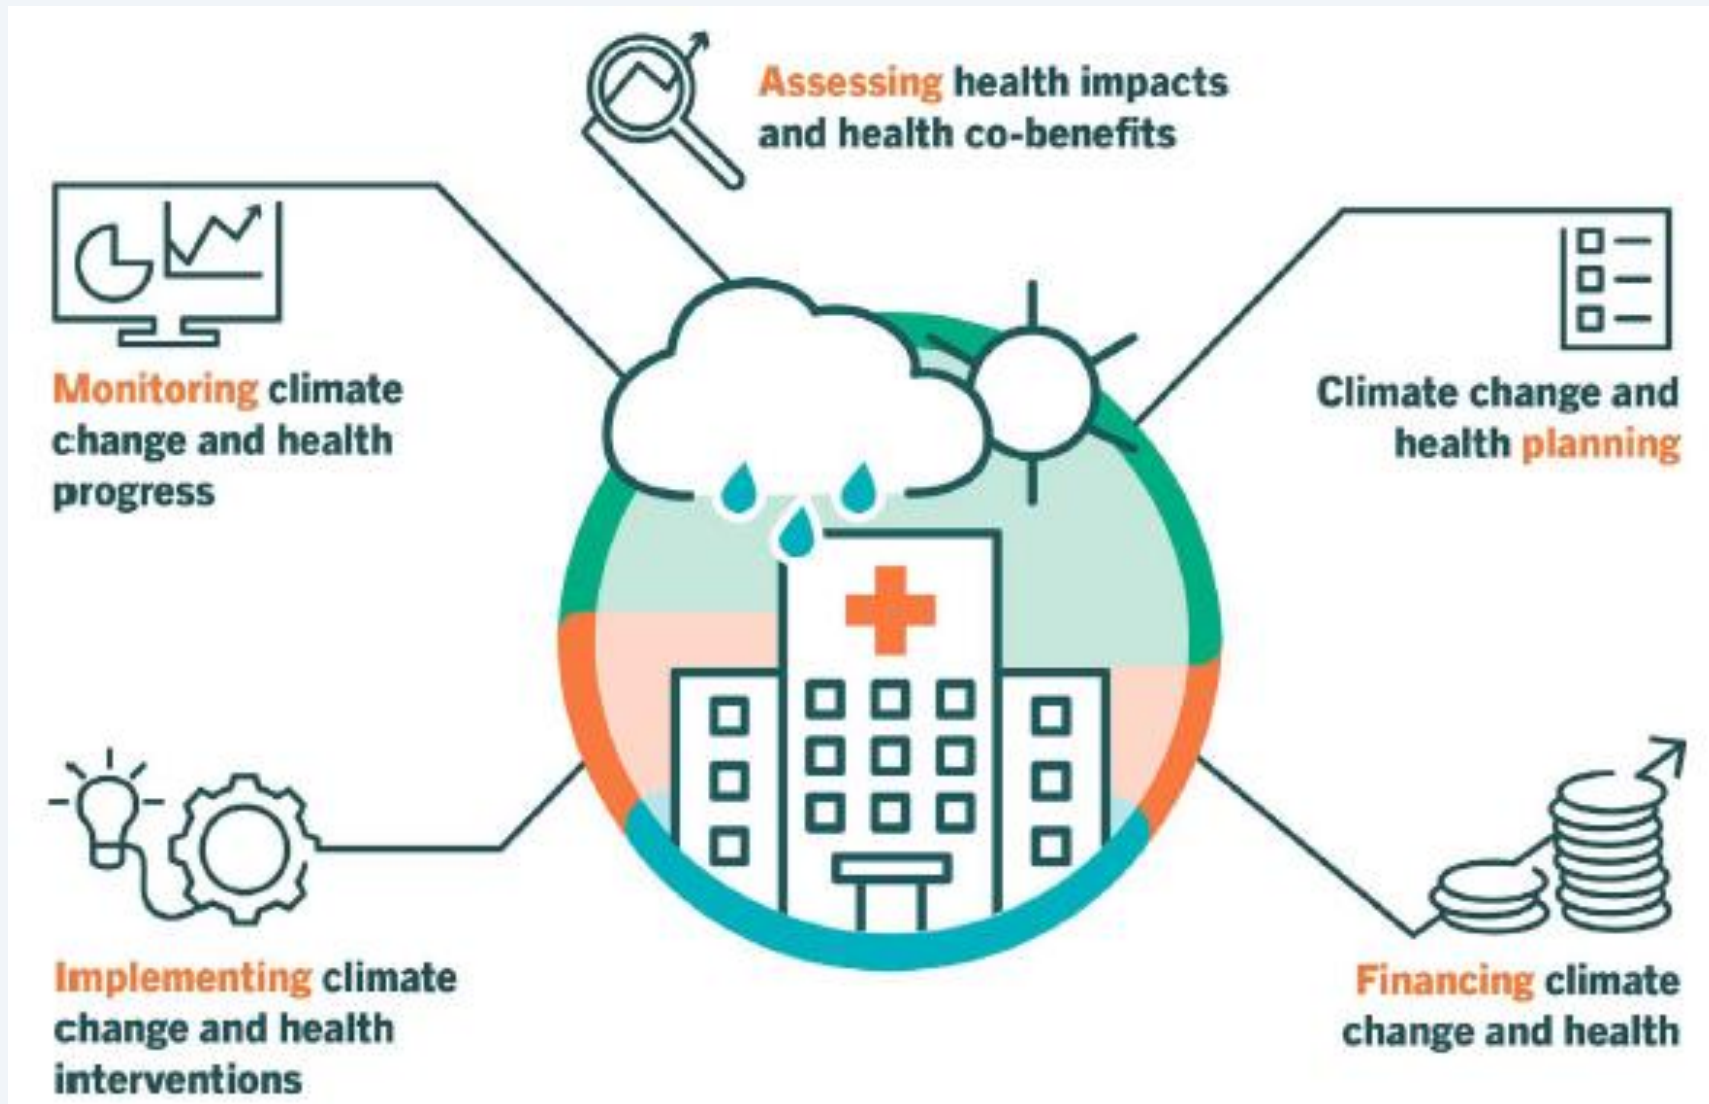 Assessing health impacts
and health co-benefits
Monitoring climate
change and health
progress
Climate change and
health planning
Implementing climate
change and health
interventions
Financing climate
change and health